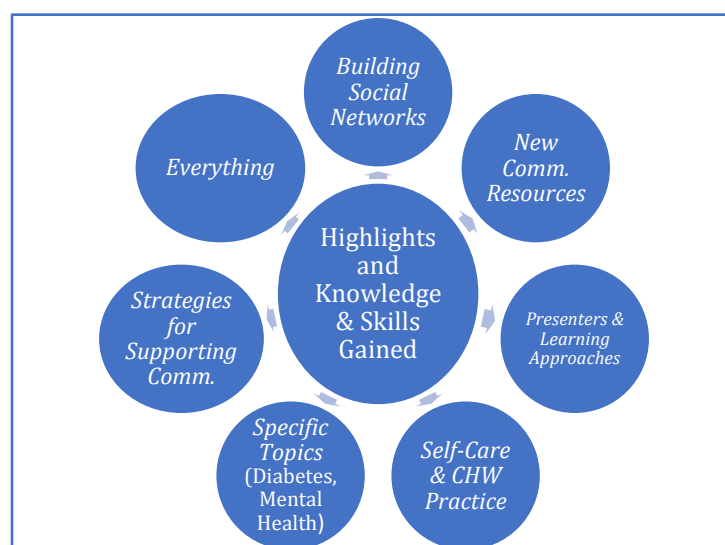 Building
Social
Networks
New
Comm.
Resources
Presenters &
Learning
Approaches
Self-Care
& CHW
Practice
Specific
Topics
(Diabetes,
Mental
Health)
Strategies
for
Supporting
Comm.
Everything
Highlights
and
Knowledge
& Skills
Gained